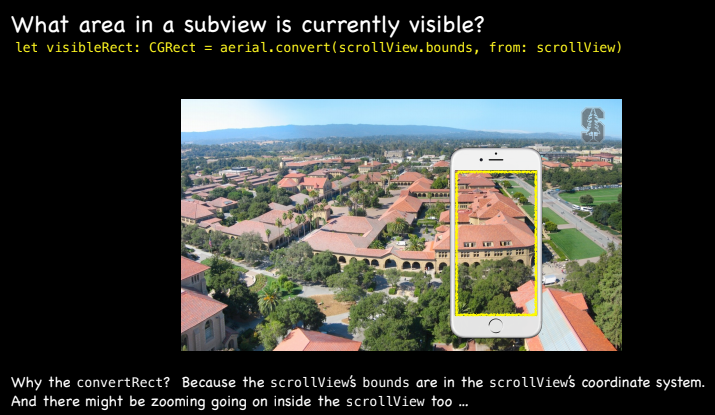 What area in a subview is currently visible?
let visibleRect: CGRect = aerial.convert(scrollView.bounds, from: scrollView)
S
Why the convertRect? Because the scrollView's bounds are in the scrollView's coordinate system.
And there might be zooming going on inside the scrollView too …